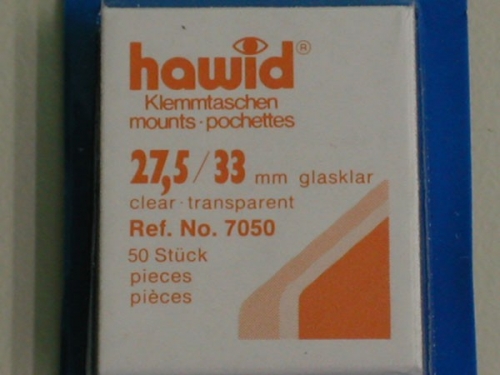 hawid®
Klemmtaschen
mounts·pochettes
27,5/33 mm glasklar
clear·transparent
Ref. No. 7050
50 Stück
pieces
pièces